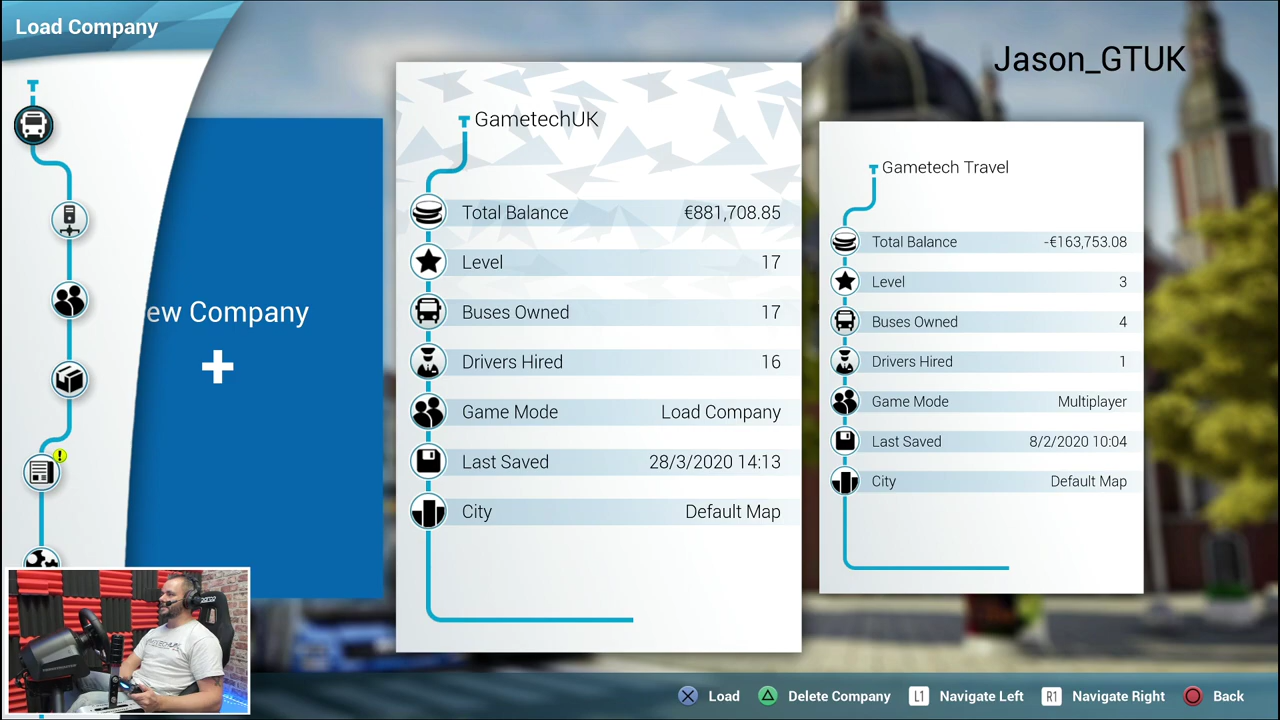 Load Company
Jason_GTUK
ew Company
GametechUK
Total Balance €881,708.85
Level 17
Buses Owned 17
Drivers Hired 16
Game Mode Load Company
Last Saved 28/3/2020 14:13
City Default Map
Gametech Travel
Total Balance -€163,753.08
Level 3
Buses Owned 4
Drivers Hired 1
Game Mode Multiplayer
Last Saved 8/2/2020 10:04
City Default Map
Load Delete Company L1 Navigate Left R1 Navigate Right Back